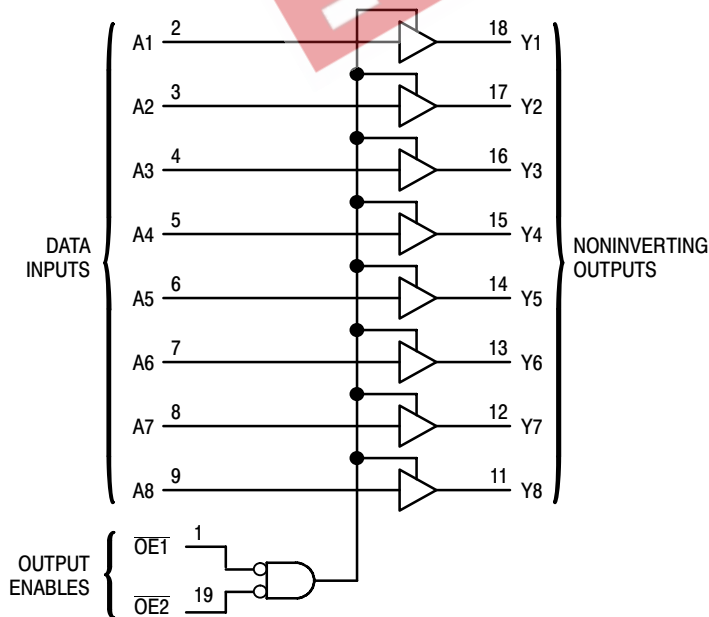 A1 2 18 Y1
A2 3 17 Y2
A3 4 16 Y3
A4 5 15 Y4
DATA
INPUTS
NONINVERTING
OUTPUTS
A5 6 14 Y5
A6 7 13 Y6
A7 8 12 Y7
A8 9 11 Y8
OUTPUT
ENABLES
O̅E̅1̅ 1
O̅E̅2̅ 19